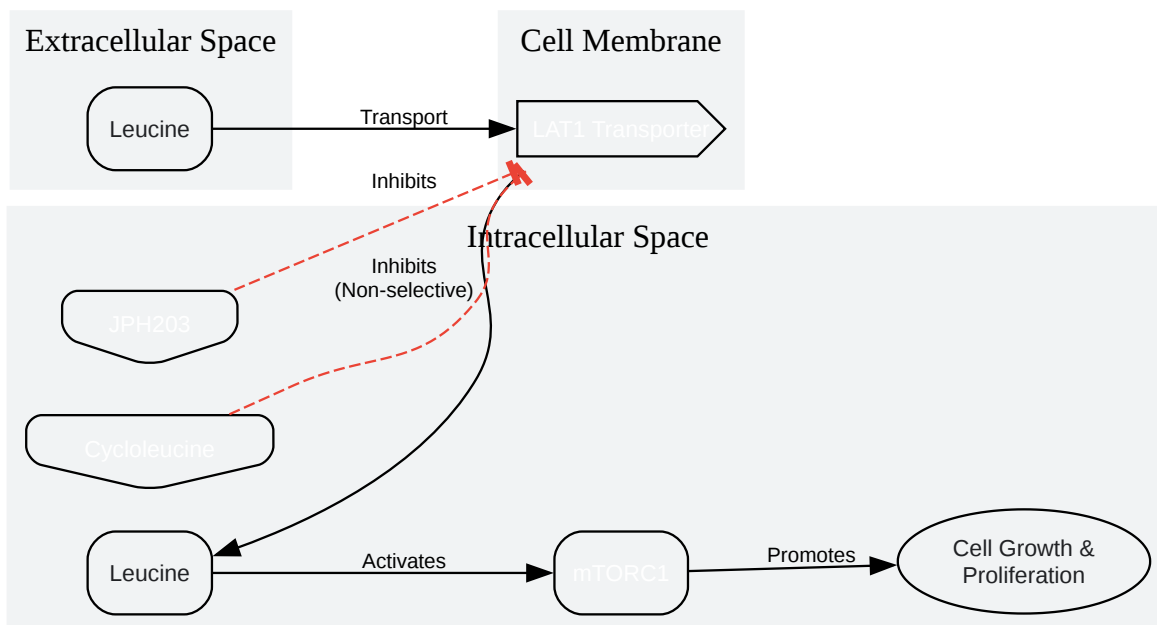 Extracellular Space
Cell Membrane
Leucine
Transport
LAT1 Transporter
Inhibits
Intracellular Space
Inhibits
(Non-selective)
JPH203
Cycloleucine
Leucine
Activates
mTORC1
Promotes
Cell Growth &
Proliferation